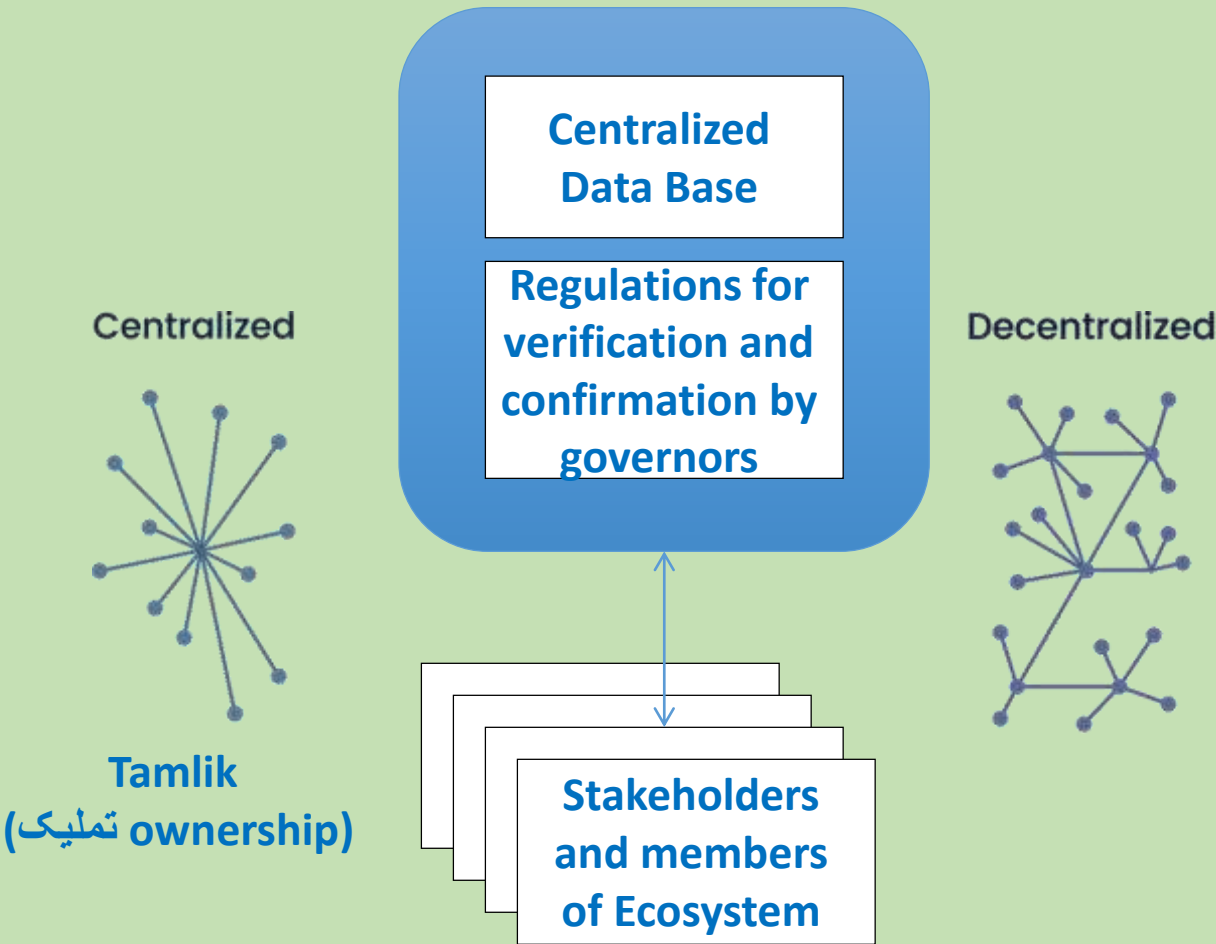 Centralized
Data Base
Regulations for
verification and
confirmation by
governors
Centralized
Decentralized
Tamlik
(تملیک ownership)
Stakeholders
and members
of Ecosystem